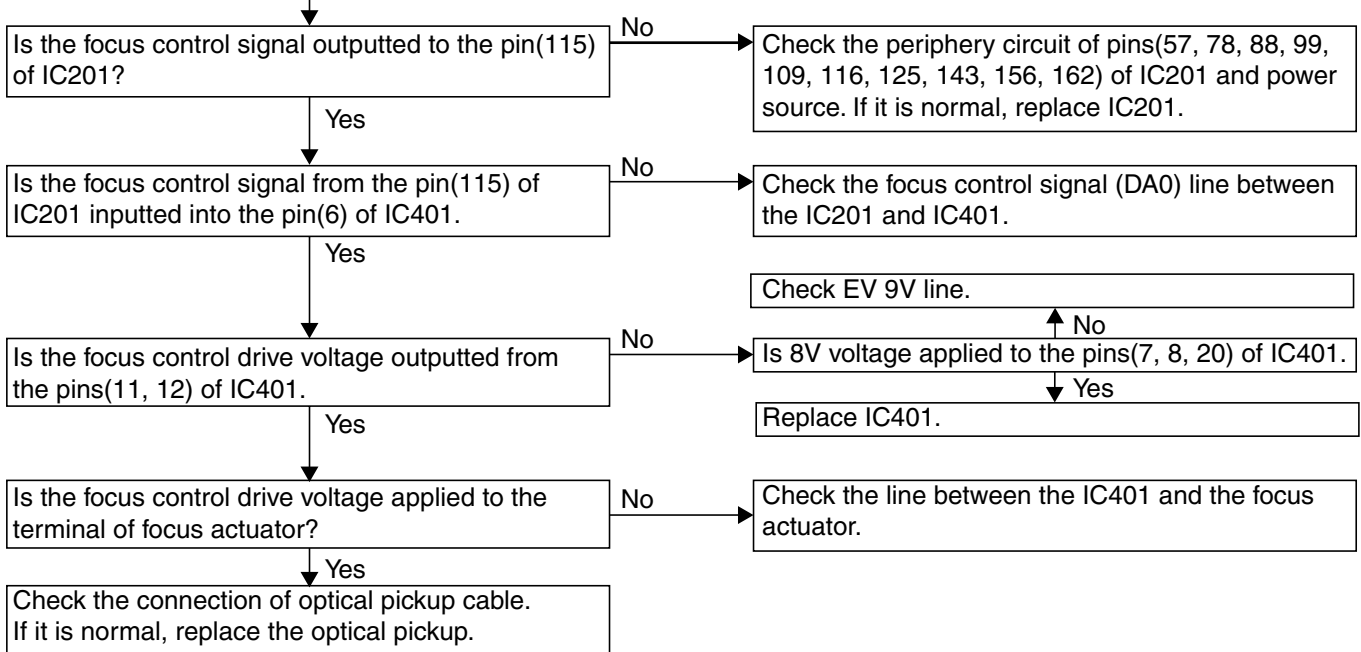 Is the focus control signal outputted to the pin(115)
of IC201?
No
Check the periphery circuit of pins(57, 78, 88, 99,
109, 116, 125, 143, 156, 162) of IC201 and power
source. If it is normal, replace IC201.
Yes
Is the focus control signal from the pin(115) of
IC201 inputted into the pin(6) of IC401.
No
Check the focus control signal (DA0) line between
the IC201 and IC401.
Yes
Check EV 9V line.
No
Is the focus control drive voltage outputted from
the pins(11, 12) of IC401.
No
Is 8V voltage applied to the pins(7, 8, 20) of IC401.
Yes
Replace IC401.
Yes
Is the focus control drive voltage applied to the
terminal of focus actuator?
No
Check the line between the IC401 and the focus
actuator.
Yes
Check the connection of optical pickup cable.
If it is normal, replace the optical pickup.